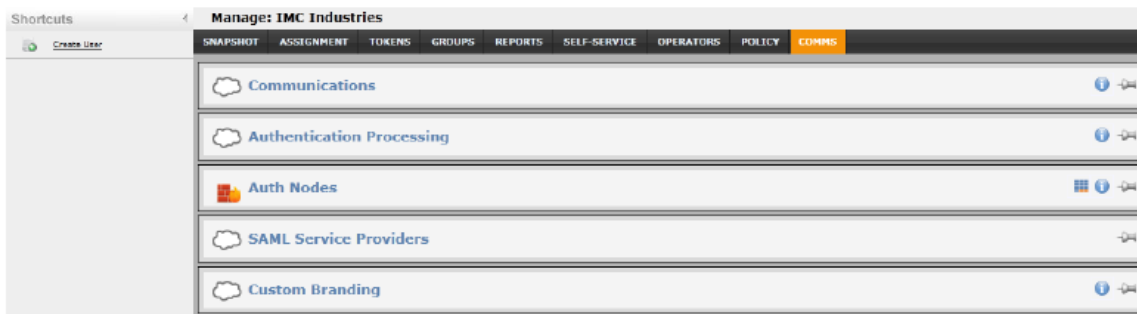 Shortcuts
Create User
Manage: IMC Industries
SNAPSHOT ASSIGNMENT TOKENS GROUPS REPORTS SELF-SERVICE OPERATORS POLICY COMMS
Communications
Authentication Processing
Auth Nodes
SAML Service Providers
Custom Branding